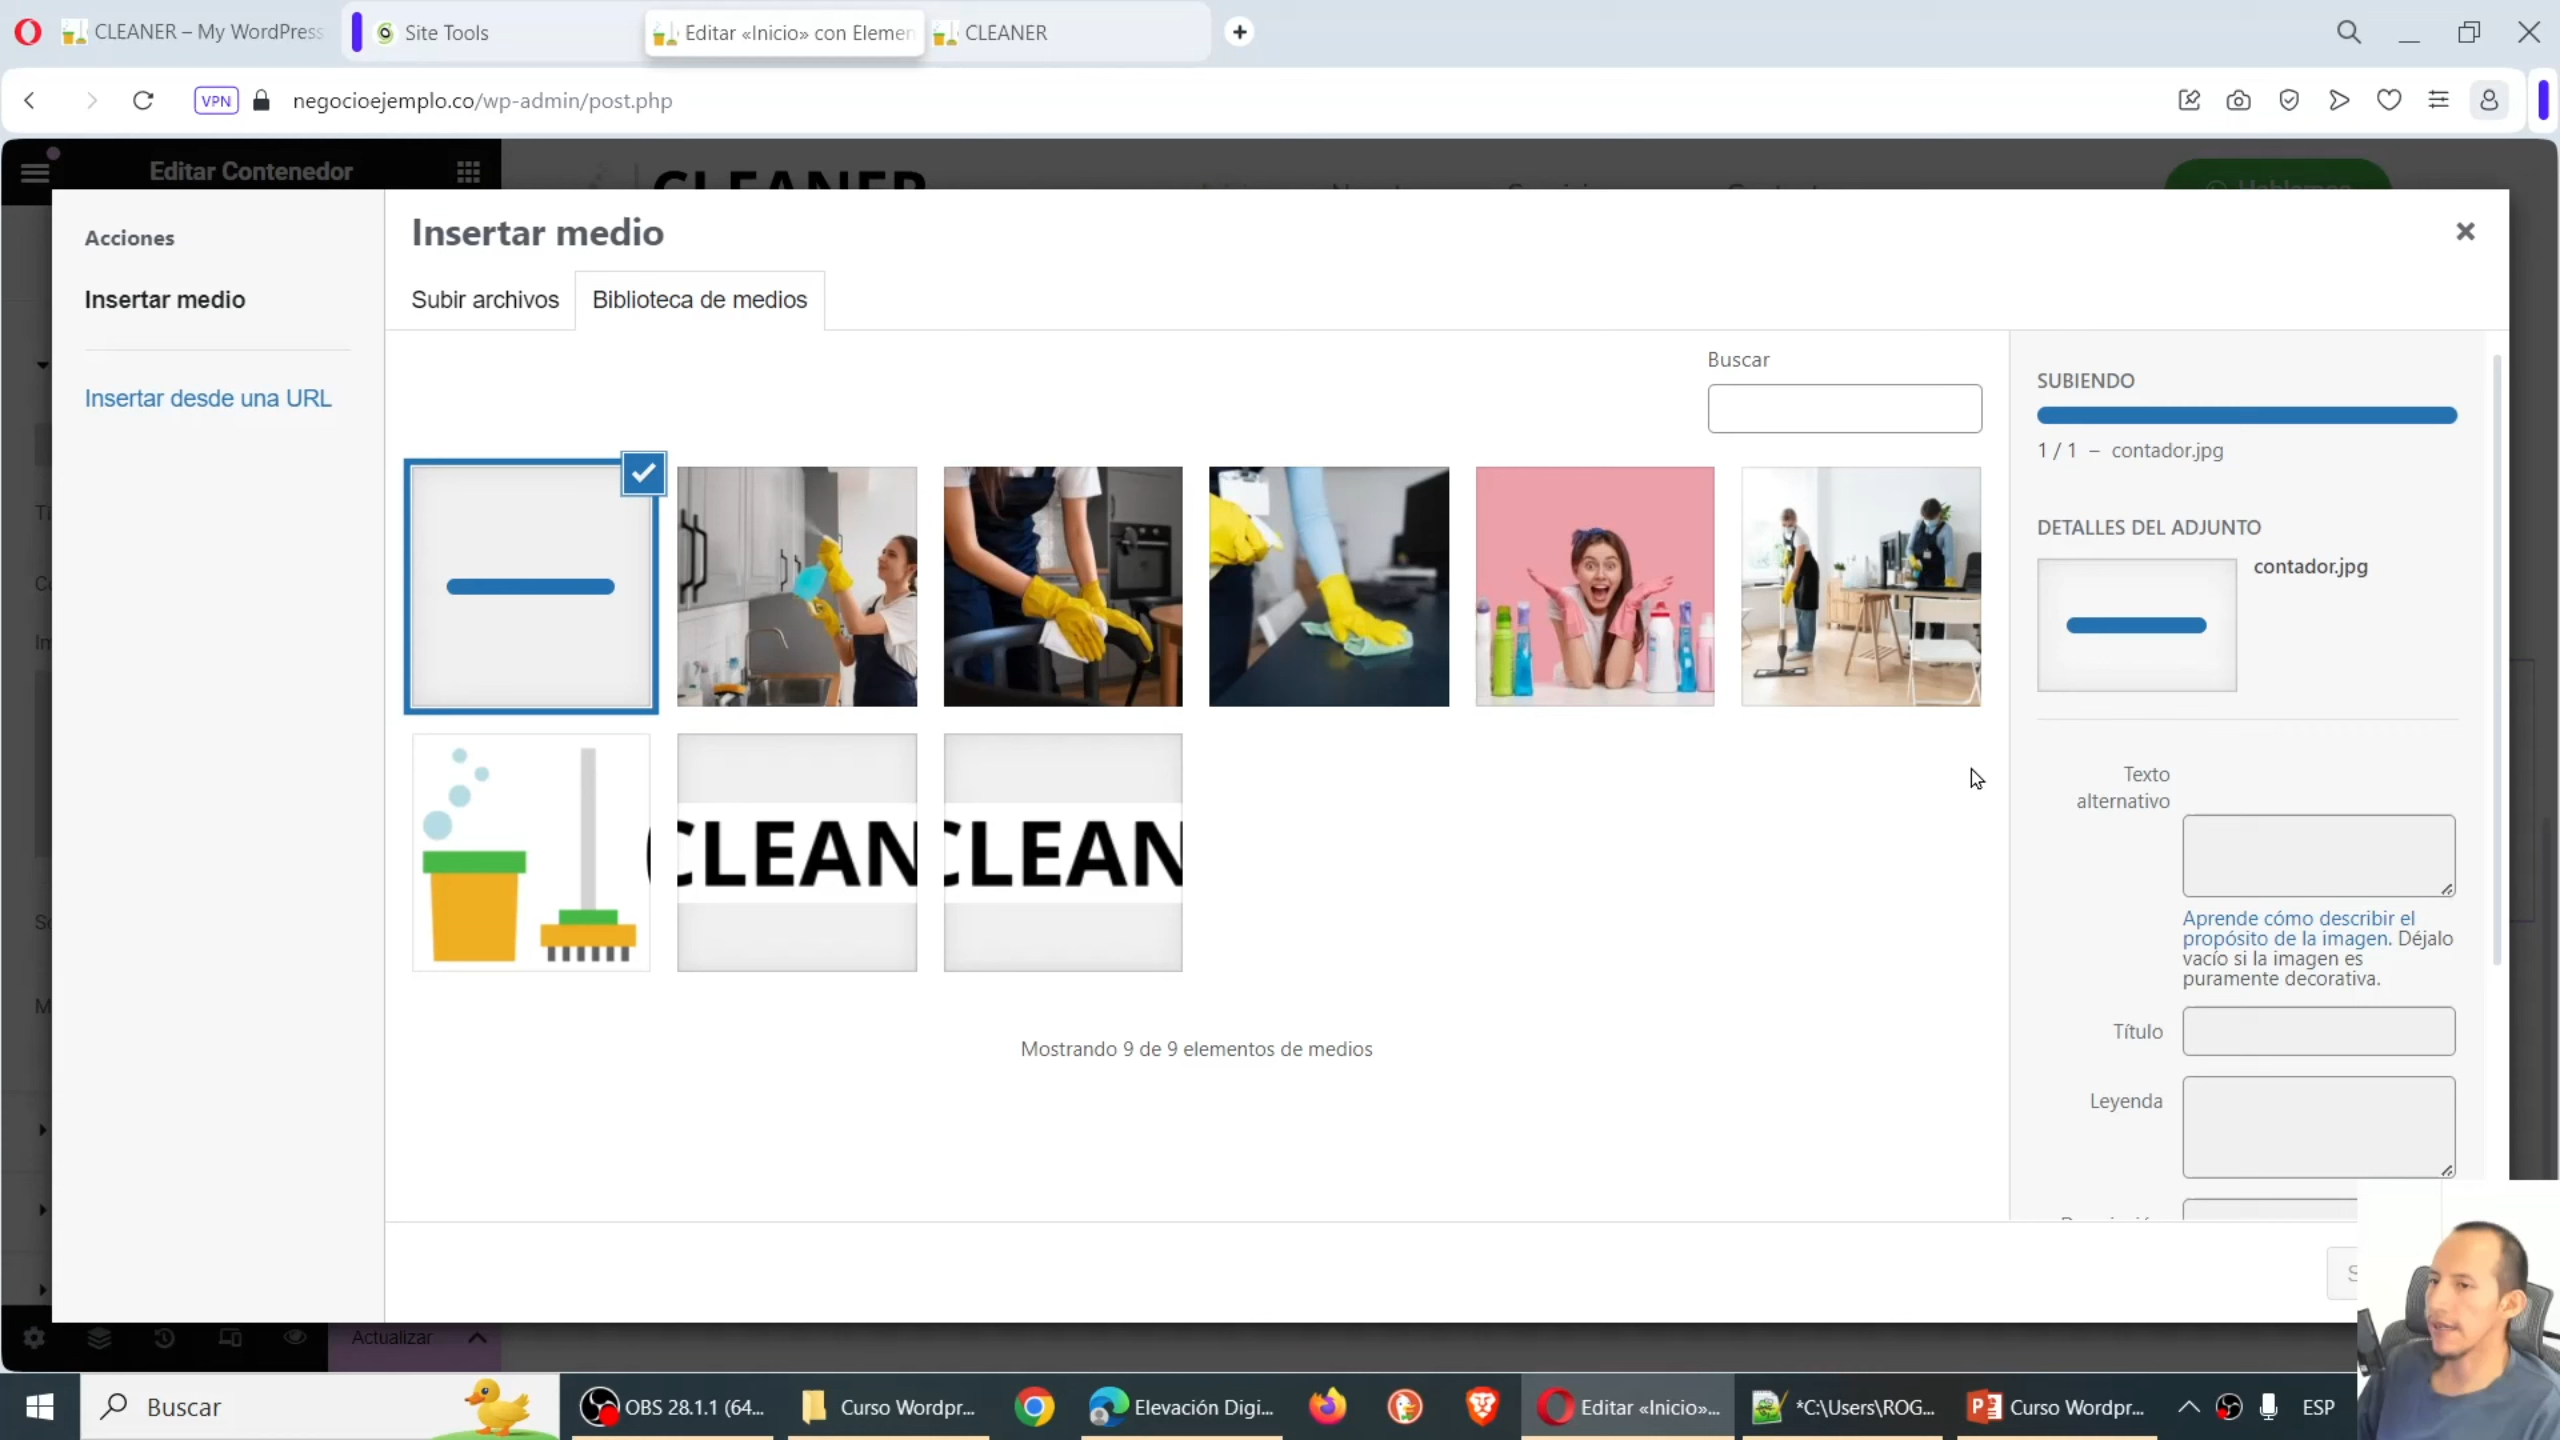 CLEANER – My WordPress
Site Tools
Editar «Inicio» con Elemen
CLEANER
VPN
negocioejemplo.co/wp-admin/post.php
Editar Contenedor
CLEANER
Hablamos
Acciones
Insertar medio
Insertar desde una URL
Insertar medio
Subir archivos
Biblioteca de medios
Buscar
SUBIENDO
1 / 1 – contador.jpg
DETALLES DEL ADJUNTO
contador.jpg
CLEAN
CLEAN
Texto
alternativo
Aprende cómo describir el
propósito de la imagen. Déjalo
vacío si la imagen es
puramente decorativa.
Título
Leyenda
Mostrando 9 de 9 elementos de medios
Actualizar
Buscar
OBS 28.1.1 (64...
Curso Wordpr...
Elevación Digi...
Editar «Inicio»...
*C:\Users\ROG...
Curso Wordpr...
ESP